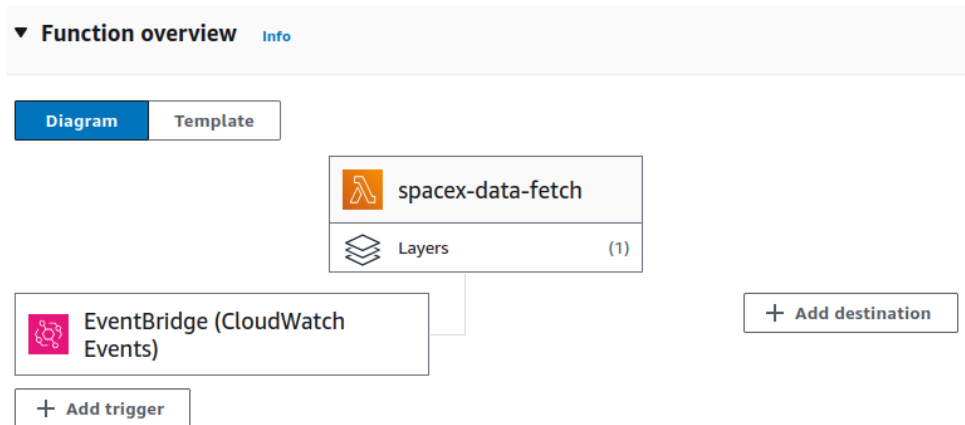 Function overview Info
Diagram Template
spacex-data-fetch
Layers (1)
EventBridge (CloudWatch
Events)
+ Add destination
+ Add trigger